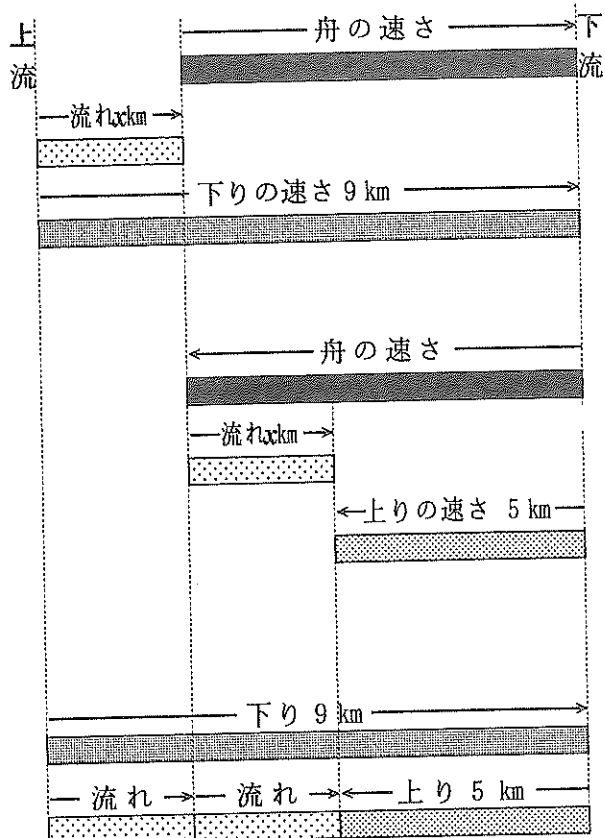 上流
舟の速さ
下流
流れxkm
下りの速さ 9 km
舟の速さ
流れxkm
上りの速さ 5 km
下り 9 km
流れ 流れ 上り 5 km